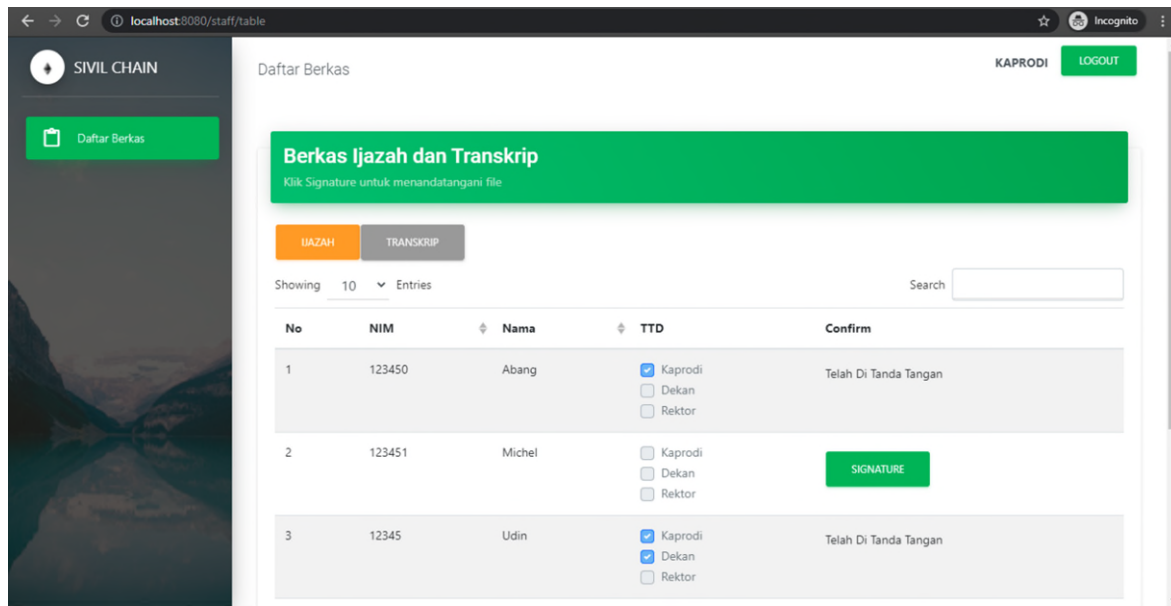 localhost:8080/staff/table
Incognito
SIVIL CHAIN
Daftar Berkas
KAPRODI
LOGOUT
Daftar Berkas
Berkas Ijazah dan Transkrip
Klik Signature untuk menandatangani file
IJAZAH
TRANSKRIP
Showing 10 Entries
Search
No NIM Nama TTD Confirm
1 123450 Abang Kaprodi Telah Di Tanda Tangan
Dekan
Rektor
2 123451 Michel Kaprodi SIGNATURE
Dekan
Rektor
3 12345 Udin Kaprodi Telah Di Tanda Tangan
Dekan
Rektor